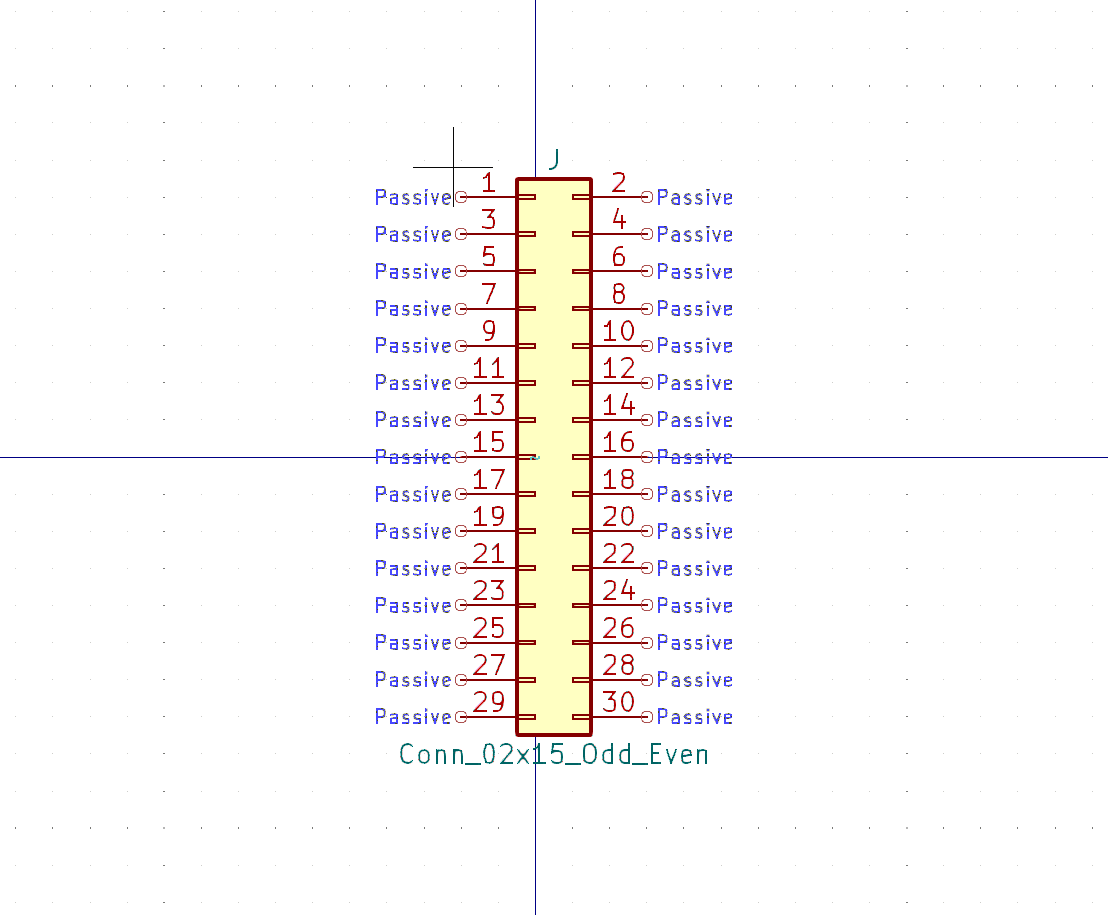 J
Passive 1 2 Passive
Passive 3 4 Passive
Passive 5 6 Passive
Passive 7 8 Passive
Passive 9 10 Passive
Passive 11 12 Passive
Passive 13 14 Passive
Passive 15 16 Passive
Passive 17 18 Passive
Passive 19 20 Passive
Passive 21 22 Passive
Passive 23 24 Passive
Passive 25 26 Passive
Passive 27 28 Passive
Passive 29 30 Passive
Conn_02x15_Odd_Even